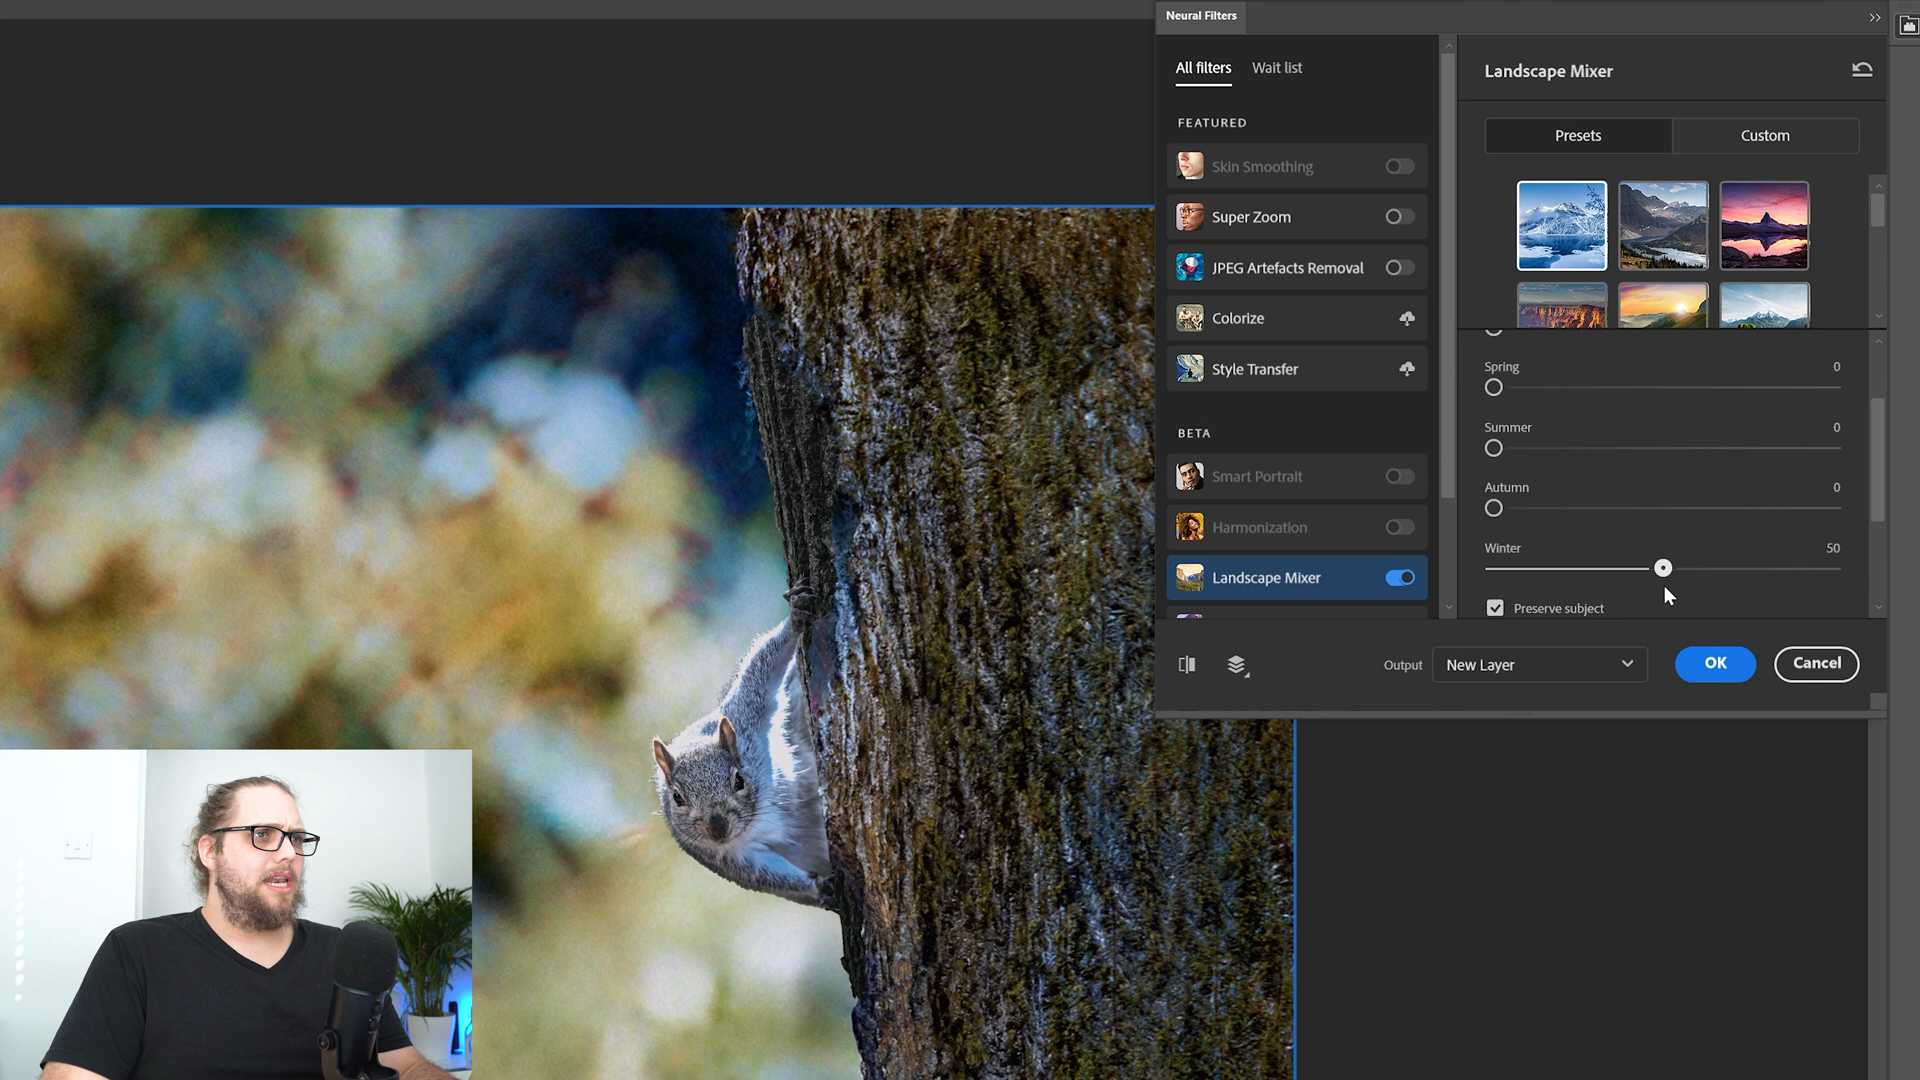 Neural Filters
All filters
Wait list
FEATURED
Skin Smoothing
Super Zoom
JPEG Artefacts Removal
Colorize
Style Transfer
BETA
Smart Portrait
Harmonization
Landscape Mixer
Landscape Mixer
Presets
Custom
Spring 0
Summer 0
Autumn 0
Winter 50
Preserve subject
Output
New Layer
OK
Cancel